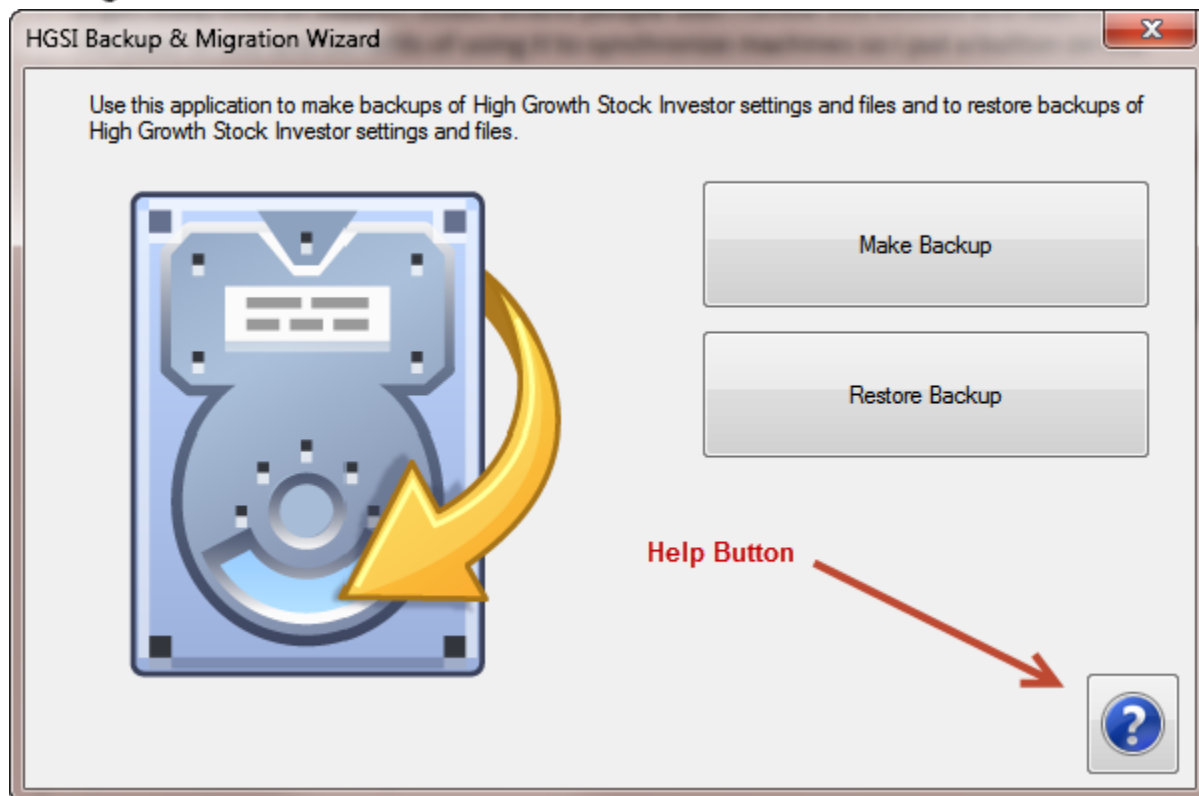 HGSI Backup & Migration Wizard
Use this application to make backups of High Growth Stock Investor settings and files and to restore backups of
High Growth Stock Investor settings and files.
Make Backup
Restore Backup
Help Button
?